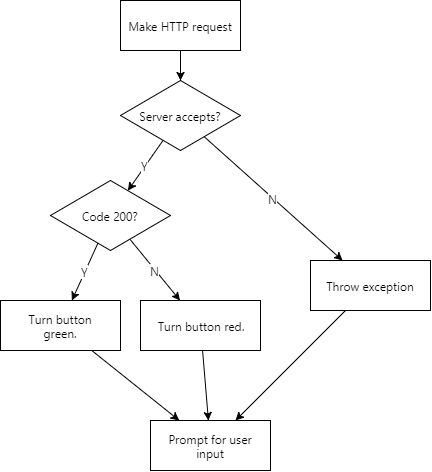 Make HTTP request
Server accepts?
Y
N
Code 200?
Y
N
Throw exception
Turn button
green.
Turn button red.
Prompt for user
input